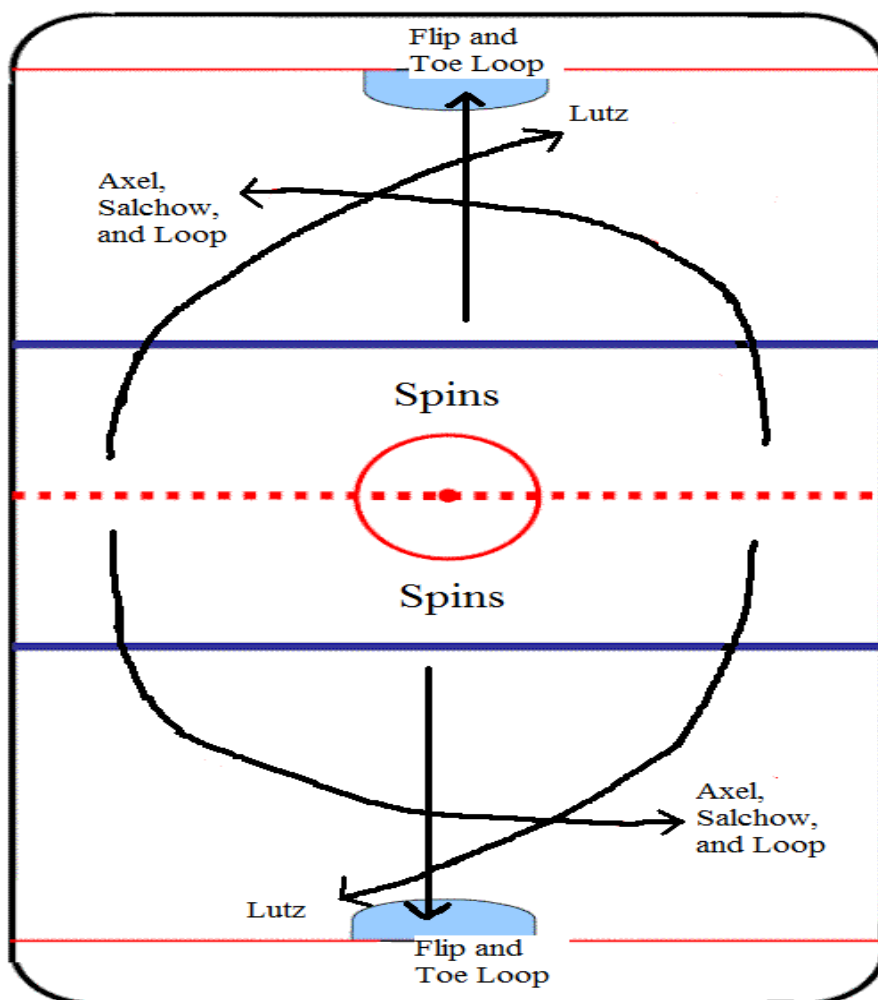 Flip and
Toe Loop
Lutz
Axel,
Salchow,
and Loop
Spins
Spins
Axel,
Salchow,
and Loop
Lutz
Flip and
Toe Loop